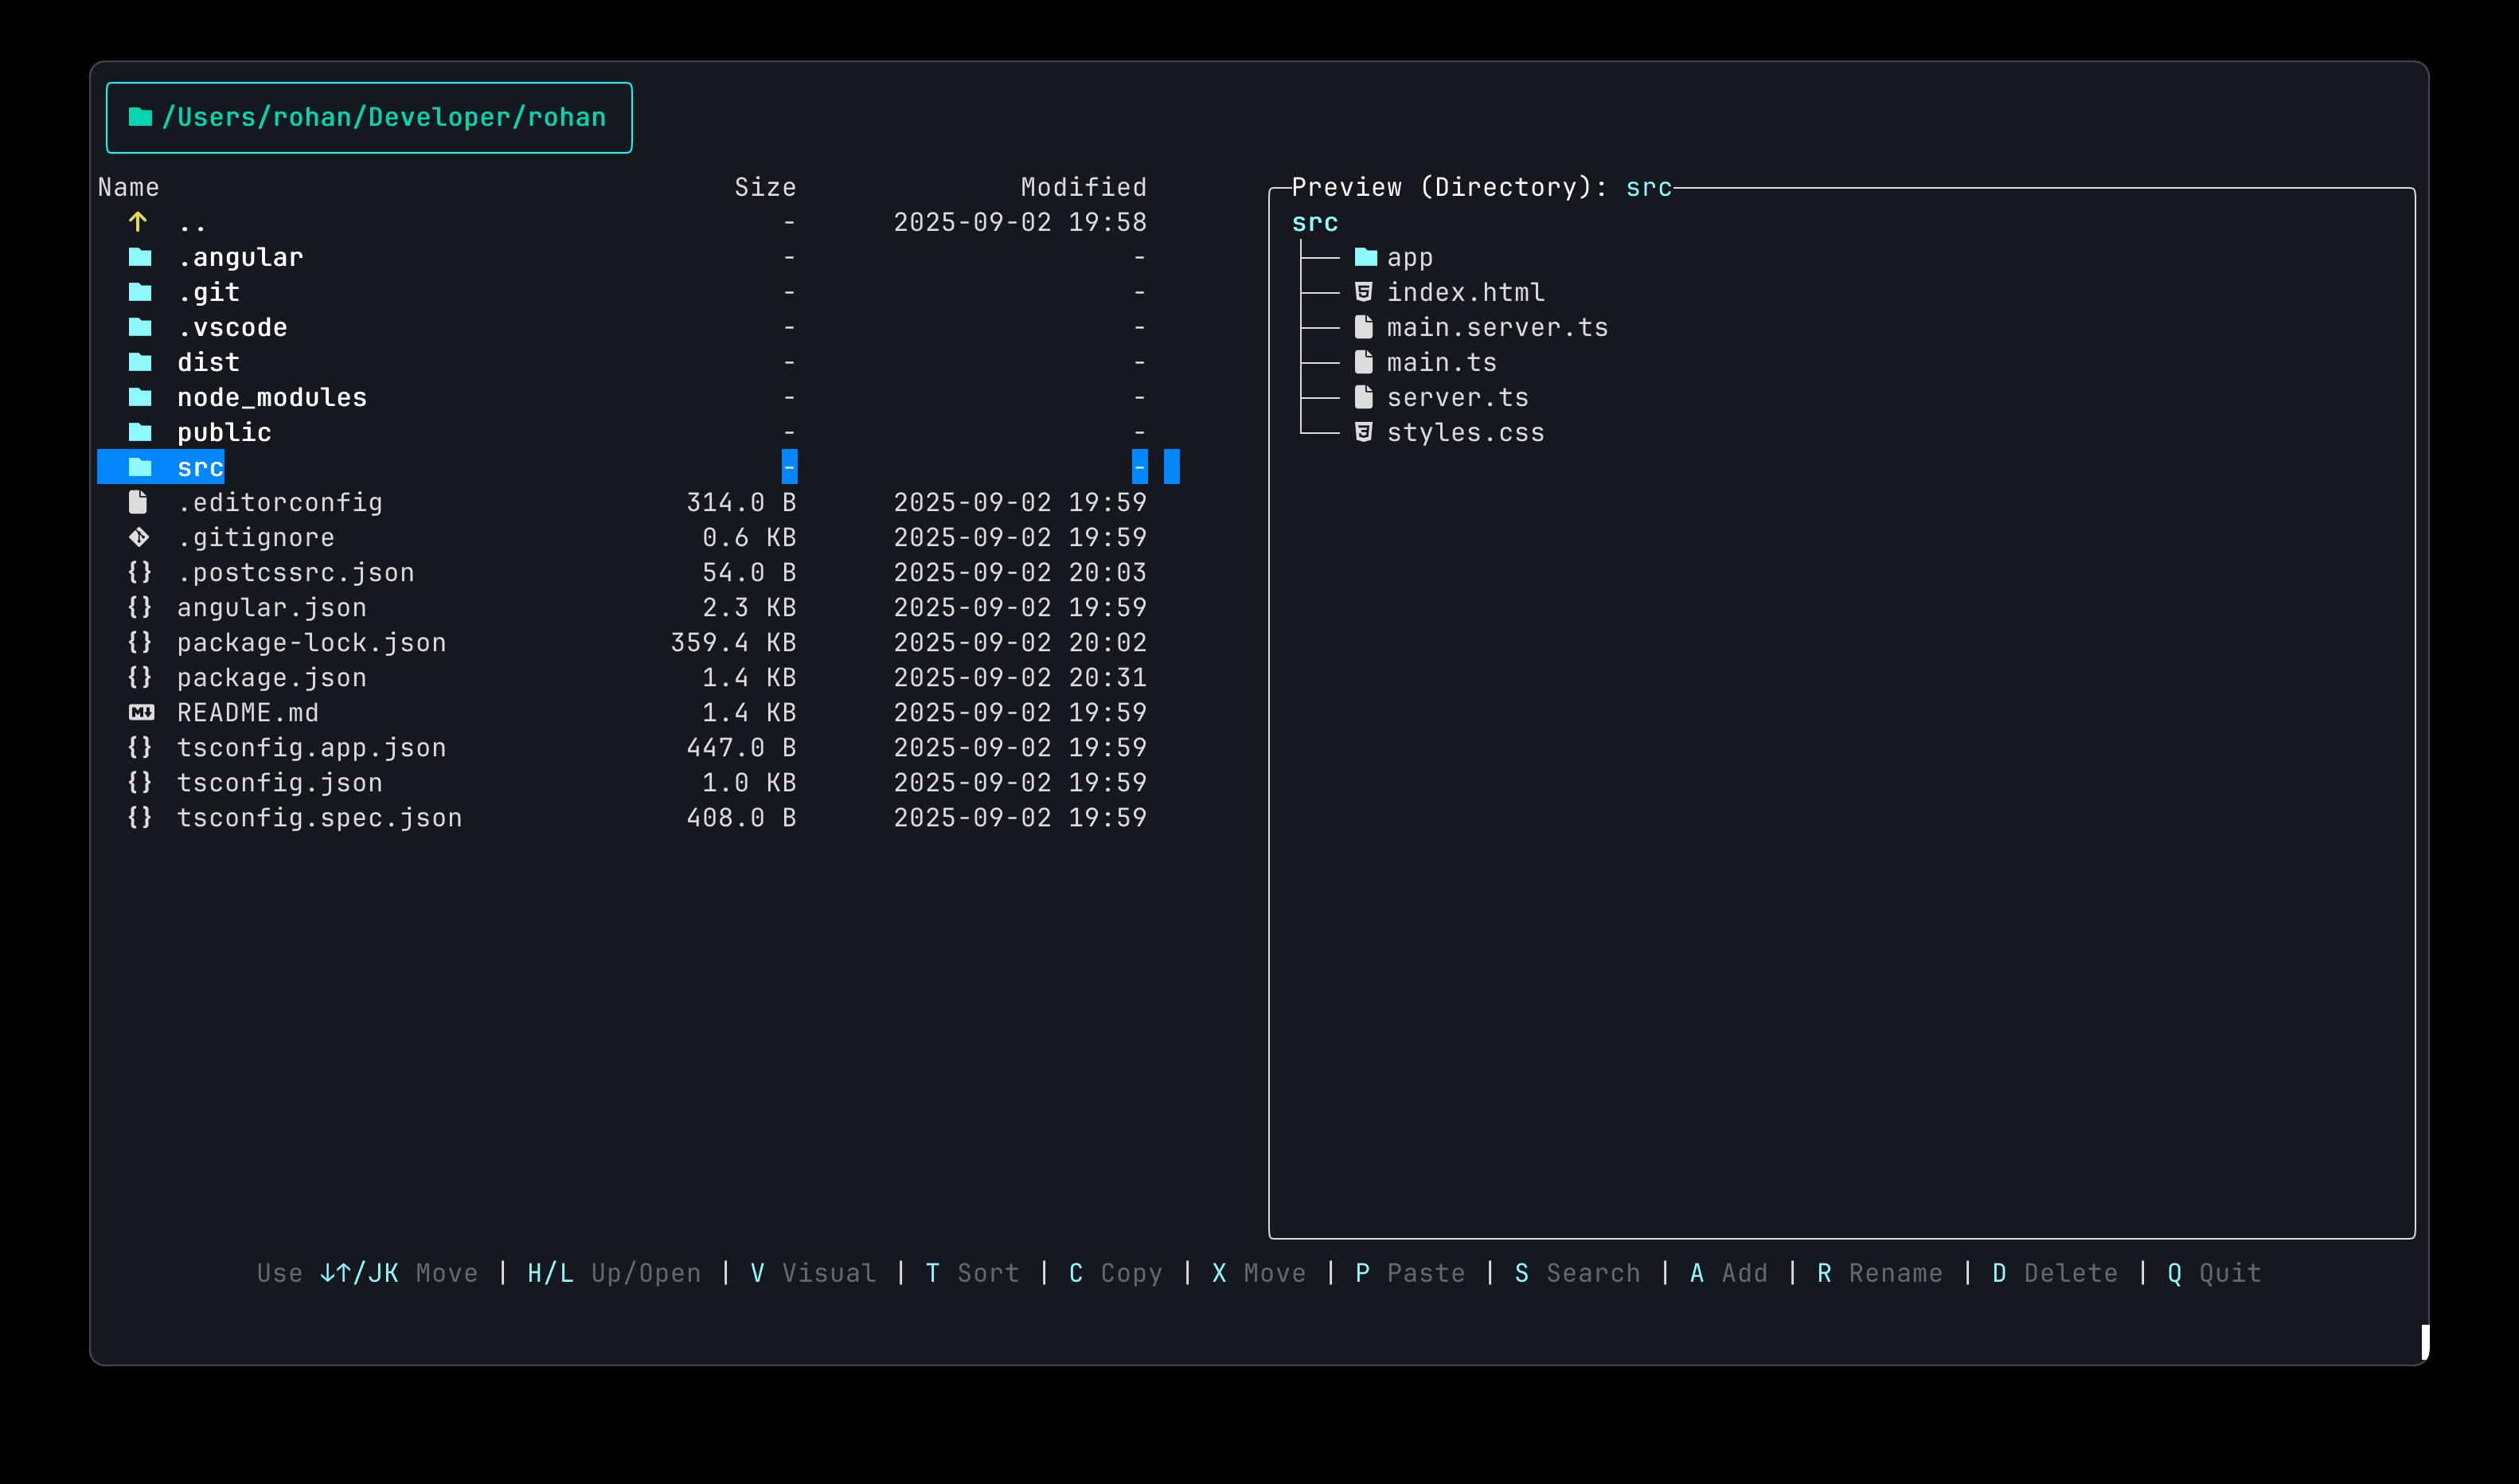 /Users/rohan/Developer/rohan
Name Size Modified
.. - 2025-09-02 19:58
.angular - -
.git - -
.vscode - -
dist - -
node_modules - -
public - -
src - -
.editorconfig 314.0 B 2025-09-02 19:59
.gitignore 0.6 KB 2025-09-02 19:59
.postcssrc.json 54.0 B 2025-09-02 20:03
angular.json 2.3 KB 2025-09-02 19:59
package-lock.json 359.4 KB 2025-09-02 20:02
package.json 1.4 KB 2025-09-02 20:31
README.md 1.4 KB 2025-09-02 19:59
tsconfig.app.json 447.0 B 2025-09-02 19:59
tsconfig.json 1.0 KB 2025-09-02 19:59
tsconfig.spec.json 408.0 B 2025-09-02 19:59
Preview (Directory): src
src
app
index.html
main.server.ts
main.ts
server.ts
styles.css
Use ↓↑/JK Move | H/L Up/Open | V Visual | T Sort | C Copy | X Move | P Paste | S Search | A Add | R Rename | D Delete | Q Quit